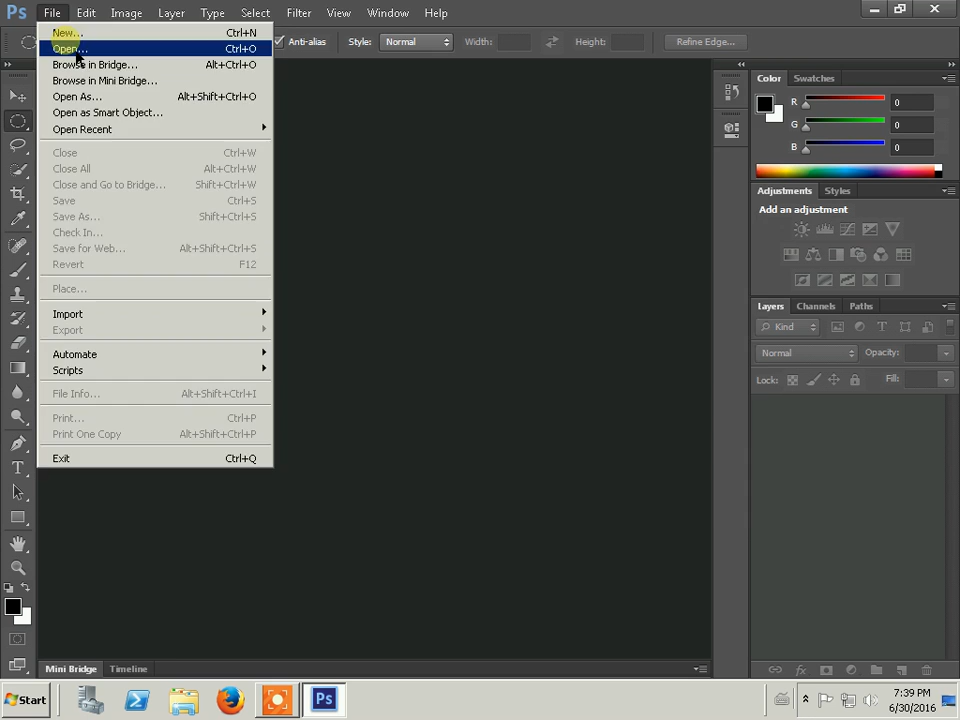 Ps File Edit Image Layer Type Select Filter View Window Help
Anti-alias Style: Normal Width: Height: Refine Edge...
New... Ctrl+N
Open... Ctrl+O
Browse in Bridge... Alt+Ctrl+O
Browse in Mini Bridge...
Open As... Alt+Shift+Ctrl+O
Open as Smart Object...
Open Recent
Close Ctrl+W
Close All Alt+Ctrl+W
Close and Go to Bridge... Shift+Ctrl+W
Save Ctrl+S
Save As... Shift+Ctrl+S
Check In...
Save for Web... Alt+Shift+Ctrl+S
Revert F12
Place...
Import
Export
Automate
Scripts
File Info... Alt+Shift+Ctrl+I
Print... Ctrl+P
Print One Copy Alt+Shift+Ctrl+P
Exit Ctrl+Q
Color Swatches
R 0
G 0
B 0
Adjustments Styles
Add an adjustment
Layers Channels Paths
Kind
Normal Opacity:
Lock: Fill:
Mini Bridge Timeline
Start Ps 7:39 PM
6/30/2016